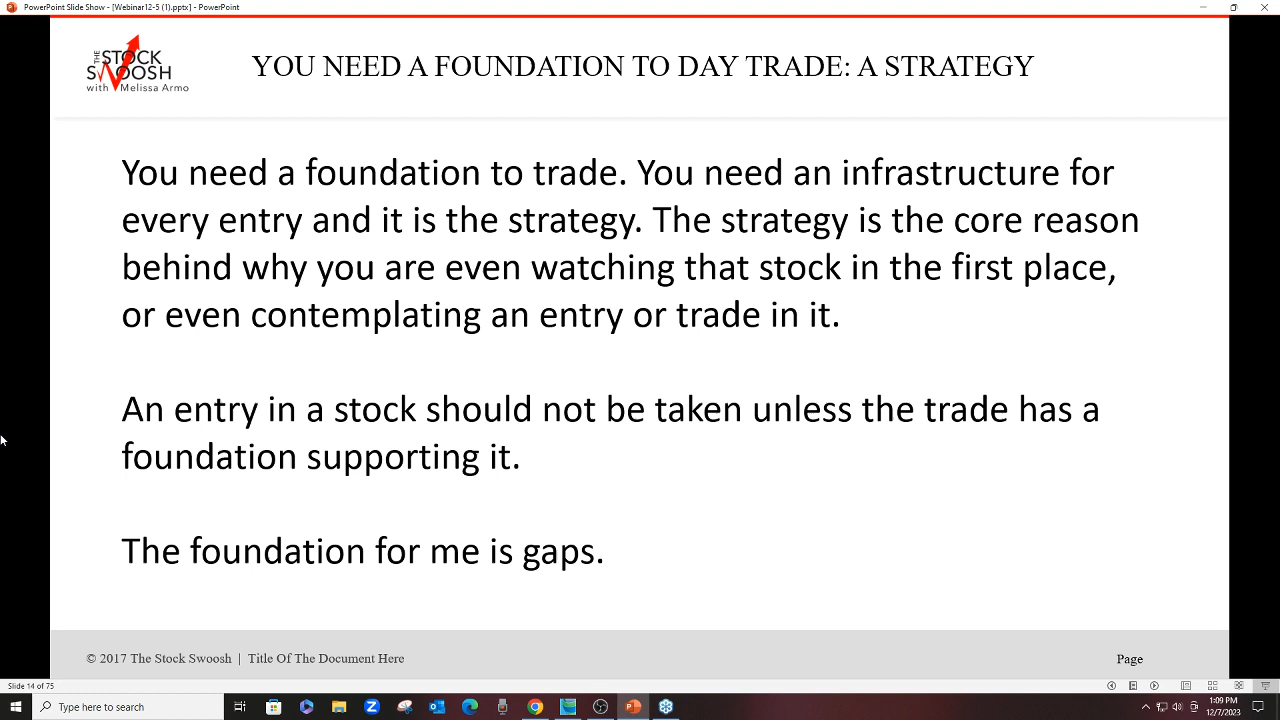 PowerPoint Slide Show - [Webinar12-5 (1).pptx] - PowerPoint
THE STOCK SWOOSH
with Melissa Armo
YOU NEED A FOUNDATION TO DAY TRADE: A STRATEGY
You need a foundation to trade. You need an infrastructure for
every entry and it is the strategy. The strategy is the core reason
behind why you are even watching that stock in the first place,
or even contemplating an entry or trade in it.
An entry in a stock should not be taken unless the trade has a
foundation supporting it.
The foundation for me is gaps.
© 2017 The Stock Swoosh | Title Of The Document Here
Page
Slide 14 of 75
Type here to search
1:09 PM
12/7/2023